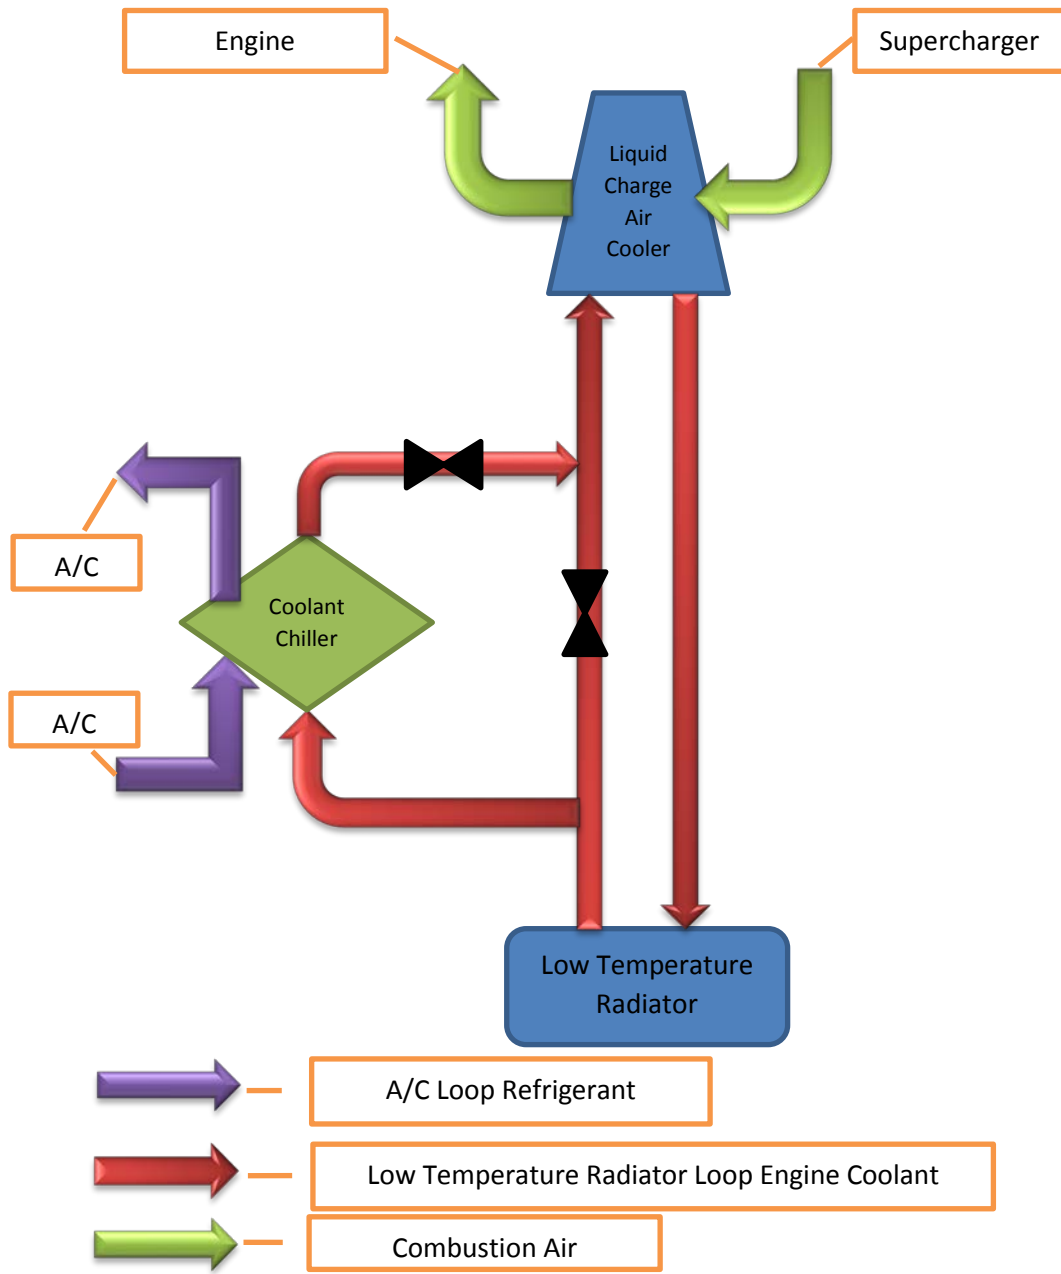 Engine
Supercharger
Liquid
Charge
Air
Cooler
A/C
Coolant
Chiller
A/C
Low Temperature
Radiator
A/C Loop Refrigerant
Low Temperature Radiator Loop Engine Coolant
Combustion Air